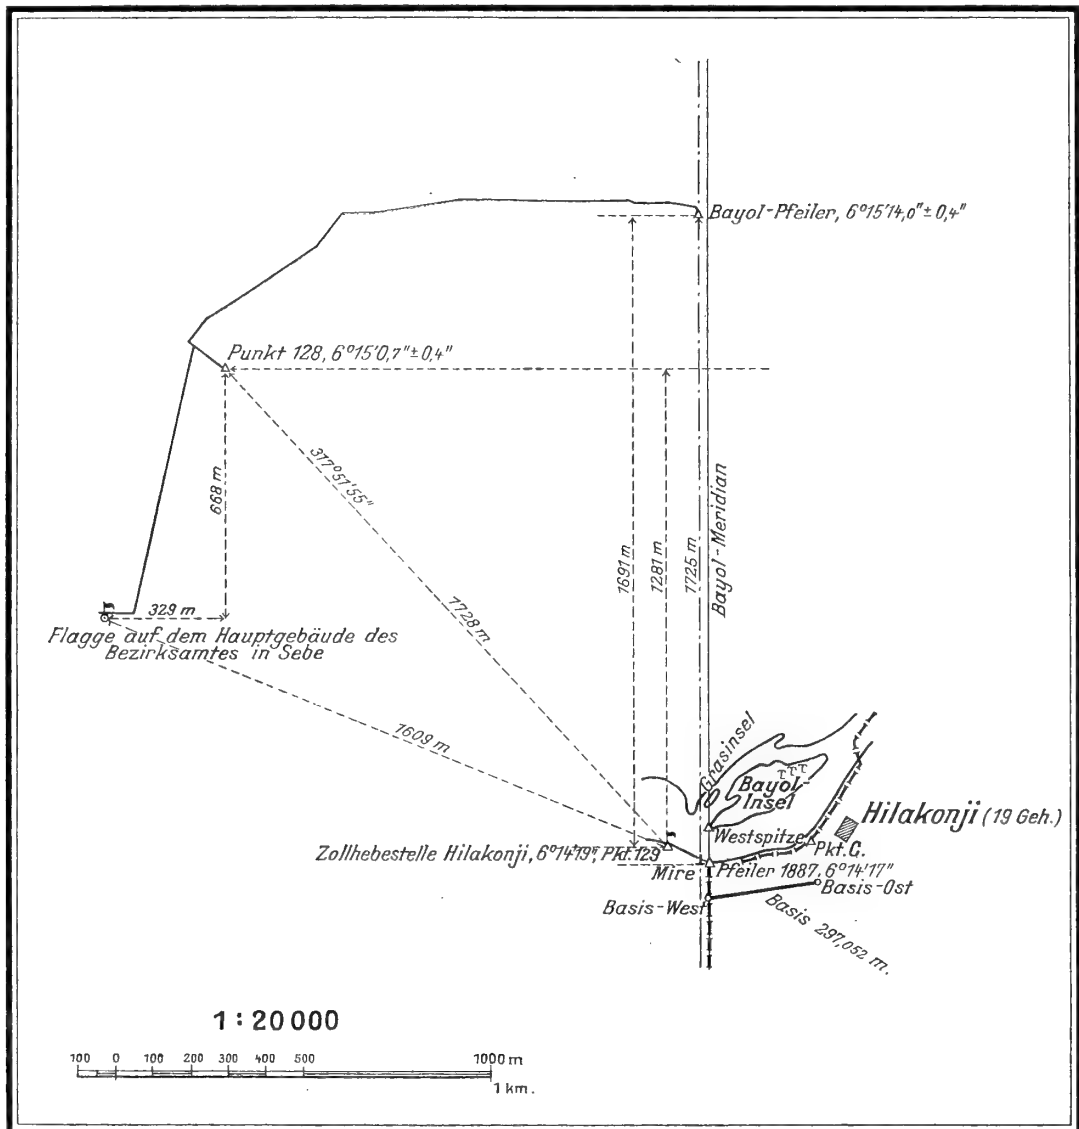 Bayol-Pfeiler, 6°15'14,0"±0,4"
Punkt 128, 6°15'0,7"±0,4"
317°51'55"
668 m
1691 m
1281 m
1725 m
Bayol-Meridian
329 m
1728 m
Flagge auf dem Hauptgebäude des
Bezirksamtes in Sebe
1609 m
Grasinsel
Bayol-
Insel
Hilakonji (19 Geh.)
Westspitze
Pkt. G.
Zollhebestelle Hilakonji, 6°14'19", Pkt. 129
Mire
Pfeiler 1887, 6°14'17"
Basis-Ost
Basis-West
Basis 297,052 m.
1:20 000
100 0 100 200 300 400 500 1000 m
1 km.